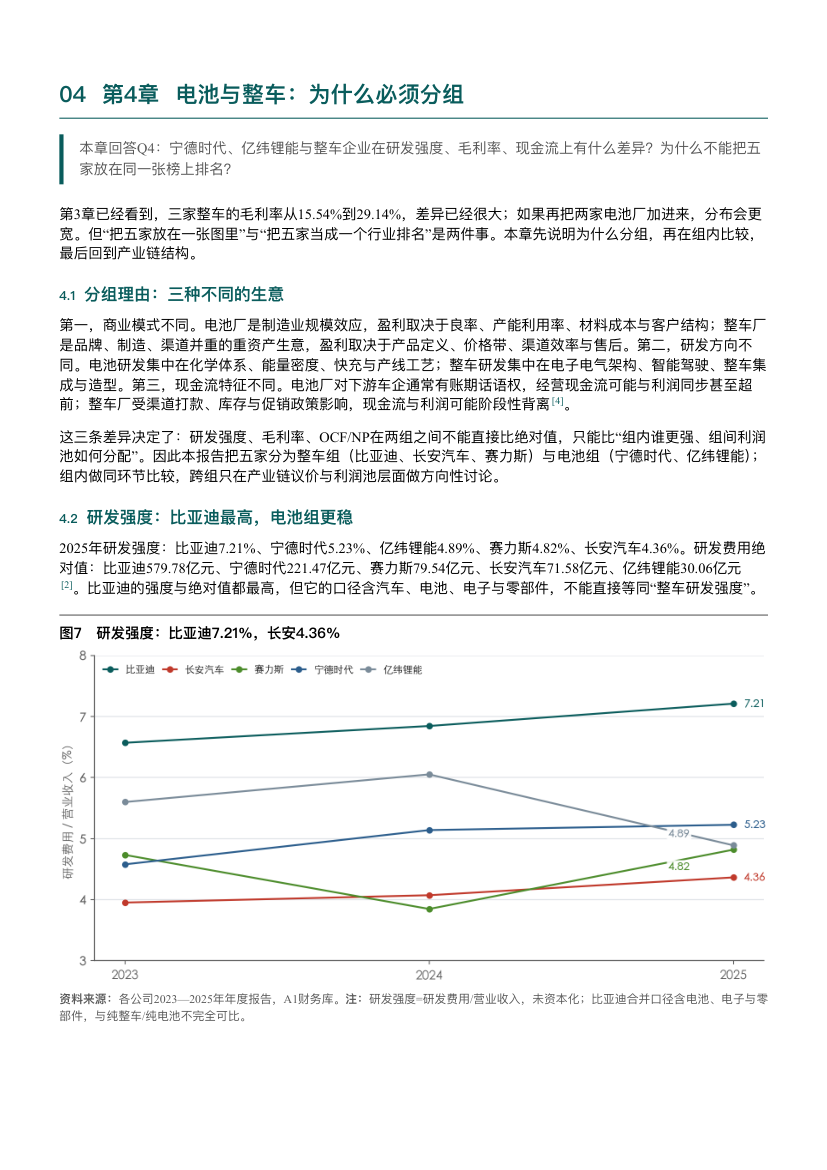 04 第4章 电池与整车：为什么必须分组
本章回答Q4：宁德时代、亿纬锂能与整车企业在研发强度、毛利率、现金流上有什么差异？为什么不能把五
家放在同一张榜上排名？
第3章已经看到，三家整车的毛利率从15.54%到29.14%，差异已经很大；如果再把两家电池厂加进来，分布会更
宽。但“把五家放在一张图里”与“把五家当成一个行业排名”是两件事。本章先说明为什么分组，再在组内比较，
最后回到产业链结构。
4.1 分组理由：三种不同的生意
第一，商业模式不同。电池厂是制造业规模效应，盈利取决于良率、产能利用率、材料成本与客户结构；整车厂
是品牌、制造、渠道并重的重资产生意，盈利取决于产品定义、价格带、渠道效率与售后。第二，研发方向不
同。电池研发集中在化学体系、能量密度、快充与产线工艺；整车研发集中在电子电气架构、智能驾驶、整车集
成与造型。第三，现金流特征不同。电池厂对下游车企通常有账期话语权，经营现金流可能与利润同步甚至超
前；整车厂受渠道打款、库存与促销政策影响，现金流与利润可能阶段性背离[4]。
这三条差异决定了：研发强度、毛利率、OCF/NP在两组之间不能直接比绝对值，只能比“组内谁更强、组间利润
池如何分配”。因此本报告把五家分为整车组（比亚迪、长安汽车、赛力斯）与电池组（宁德时代、亿纬锂能）；
组内做同环节比较，跨组只在产业链议价与利润池层面做方向性讨论。
4.2 研发强度：比亚迪最高，电池组更稳
2025年研发强度：比亚迪7.21%、宁德时代5.23%、亿纬锂能4.89%、赛力斯4.82%、长安汽车4.36%。研发费用绝
对值：比亚迪579.78亿元、宁德时代221.47亿元、赛力斯79.54亿元、长安汽车71.58亿元、亿纬锂能30.06亿元
[2]。比亚迪的强度与绝对值都最高，但它的口径含汽车、电池、电子与零部件，不能直接等同“整车研发强度”。
图7 研发强度：比亚迪7.21%，长安4.36%
比亚迪 长安汽车 赛力斯 宁德时代 亿纬锂能
研发费用 / 营业收入（%）
8
7
6
5
4
3
7.21
5.23
4.89
4.82
4.36
2023 2024 2025
资料来源：各公司2023—2025年年度报告，A1财务库。注：研发强度=研发费用/营业收入，未资本化；比亚迪合并口径含电池、电子与零
部件，与纯整车/纯电池不完全可比。